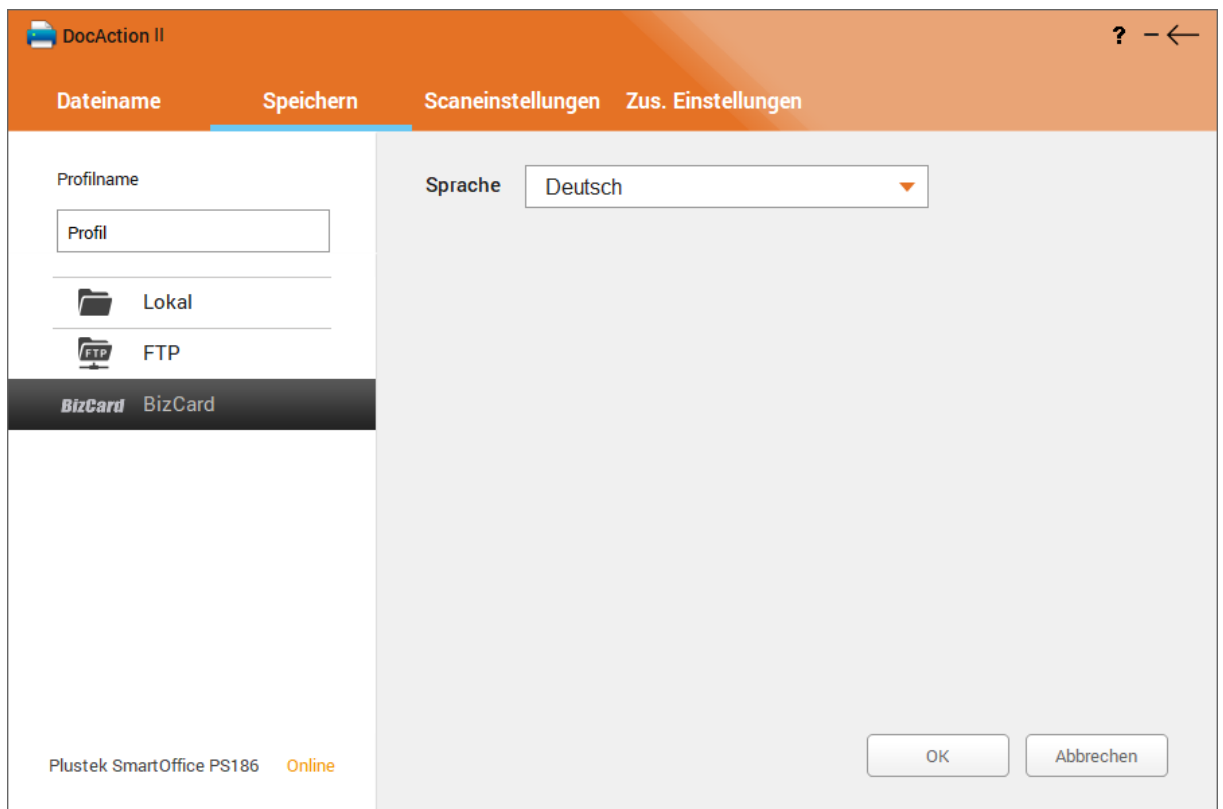 DocAction II
? – ←
Dateiname Speichern Scaneinstellungen Zus. Einstellungen
Profilname
Profil
Lokal
FTP FTP
BizCard BizCard
Sprache Deutsch
Plustek SmartOffice PS186 Online
OK Abbrechen